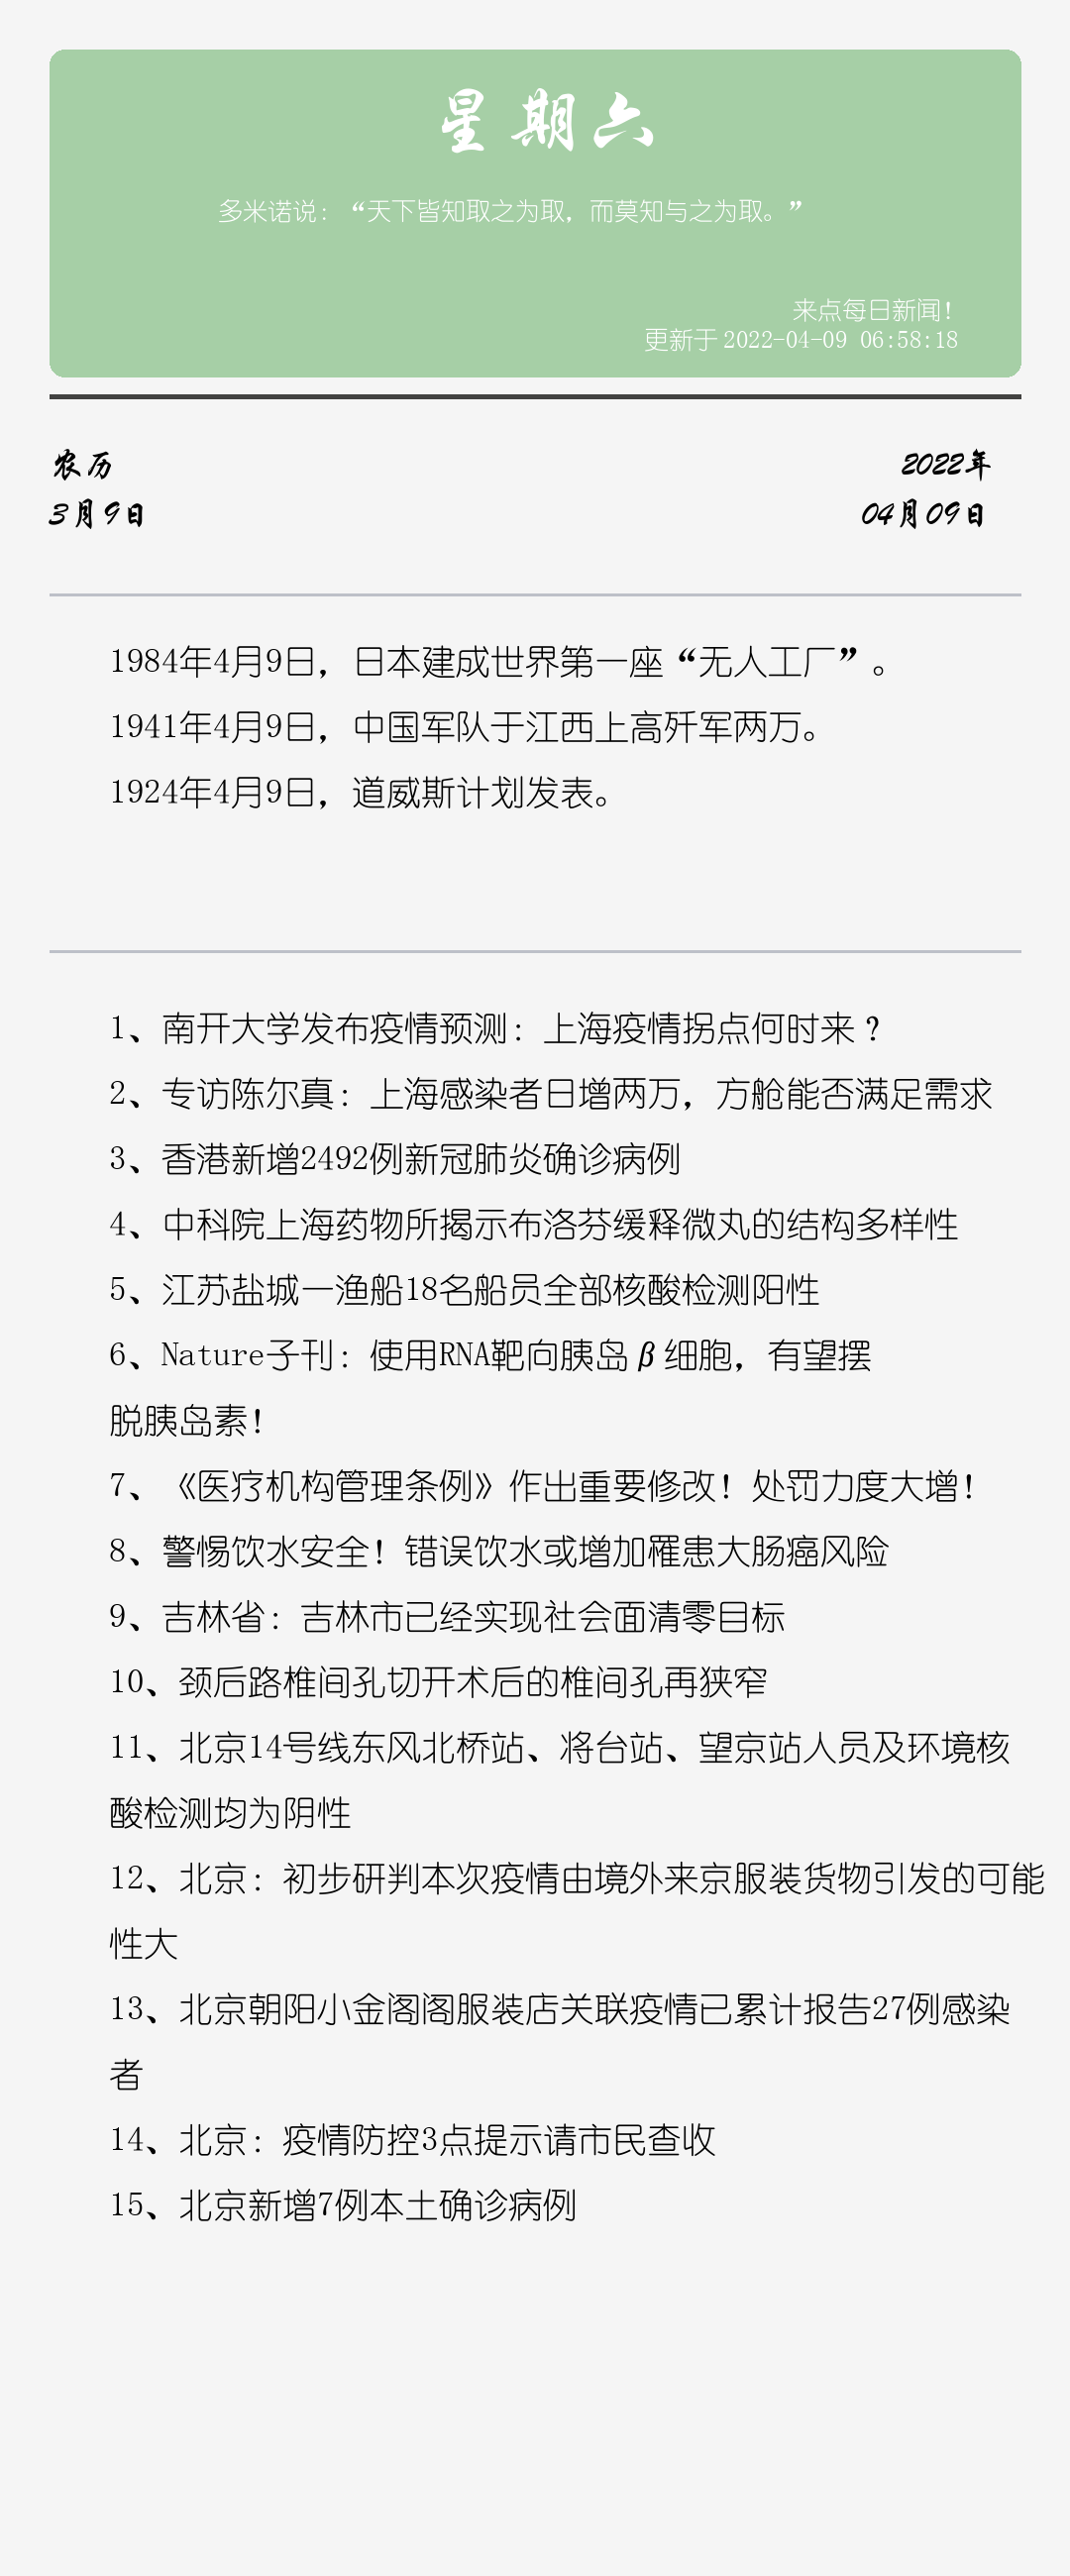 星期六
多米诺说：“天下皆知取之为取，而莫知与之为取。”
来点每日新闻！
更新于 2022-04-09 06:58:18
农历
2022年
3月9日
04月09日
1984年4月9日，日本建成世界第一座“无人工厂”。
1941年4月9日，中国军队于江西上高歼军两万。
1924年4月9日，道威斯计划发表。
1、南开大学发布疫情预测：上海疫情拐点何时来？
2、专访陈尔真：上海感染者日增两万，方舱能否满足需求
3、香港新增2492例新冠肺炎确诊病例
4、中科院上海药物所揭示布洛芬缓释微丸的结构多样性
5、江苏盐城一渔船18名船员全部核酸检测阳性
6、Nature子刊：使用RNA靶向胰岛β细胞，有望摆
脱胰岛素！
7、《医疗机构管理条例》作出重要修改！处罚力度大增！
8、警惕饮水安全！错误饮水或增加罹患大肠癌风险
9、吉林省：吉林市已经实现社会面清零目标
10、颈后路椎间孔切开术后的椎间孔再狭窄
11、北京14号线东风北桥站、将台站、望京站人员及环境核
酸检测均为阴性
12、北京：初步研判本次疫情由境外来京服装货物引发的可能
性大
13、北京朝阳小金阁阁服装店关联疫情已累计报告27例感染
者
14、北京：疫情防控3点提示请市民查收
15、北京新增7例本土确诊病例